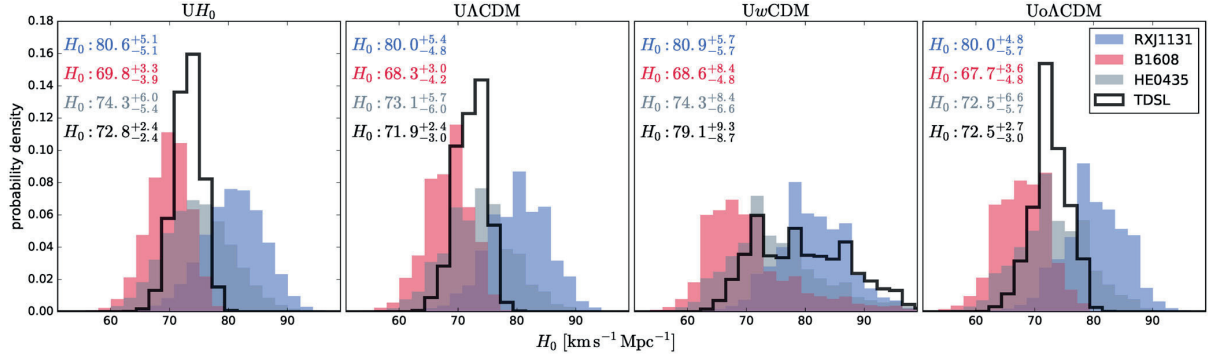 UH₀
UΛCDM
UwCDM
UoΛCDM
probability density
0.18
0.16
0.14
0.12
0.10
0.08
0.06
0.04
0.02
0.00
H₀ : 80.6 +5.1 −5.1
H₀ : 69.8 +3.3 −3.9
H₀ : 74.3 +6.0 −5.4
H₀ : 72.8 +2.4 −2.4
H₀ : 80.0 +5.4 −4.8
H₀ : 68.3 +3.0 −4.2
H₀ : 73.1 +5.7 −6.0
H₀ : 71.9 +2.4 −3.0
H₀ : 80.9 +5.7 −5.7
H₀ : 68.6 +8.4 −4.8
H₀ : 74.3 +8.4 −6.6
H₀ : 79.1 +9.3 −8.7
H₀ : 80.0 +4.8 −5.7
H₀ : 67.7 +3.6 −4.8
H₀ : 72.5 +6.6 −5.7
H₀ : 72.5 +2.7 −3.0
RXJ1131
B1608
HE0435
TDSL
60 70 80 90
60 70 80 90
60 70 80 90
60 70 80 90
H₀ [km s⁻¹ Mpc⁻¹]